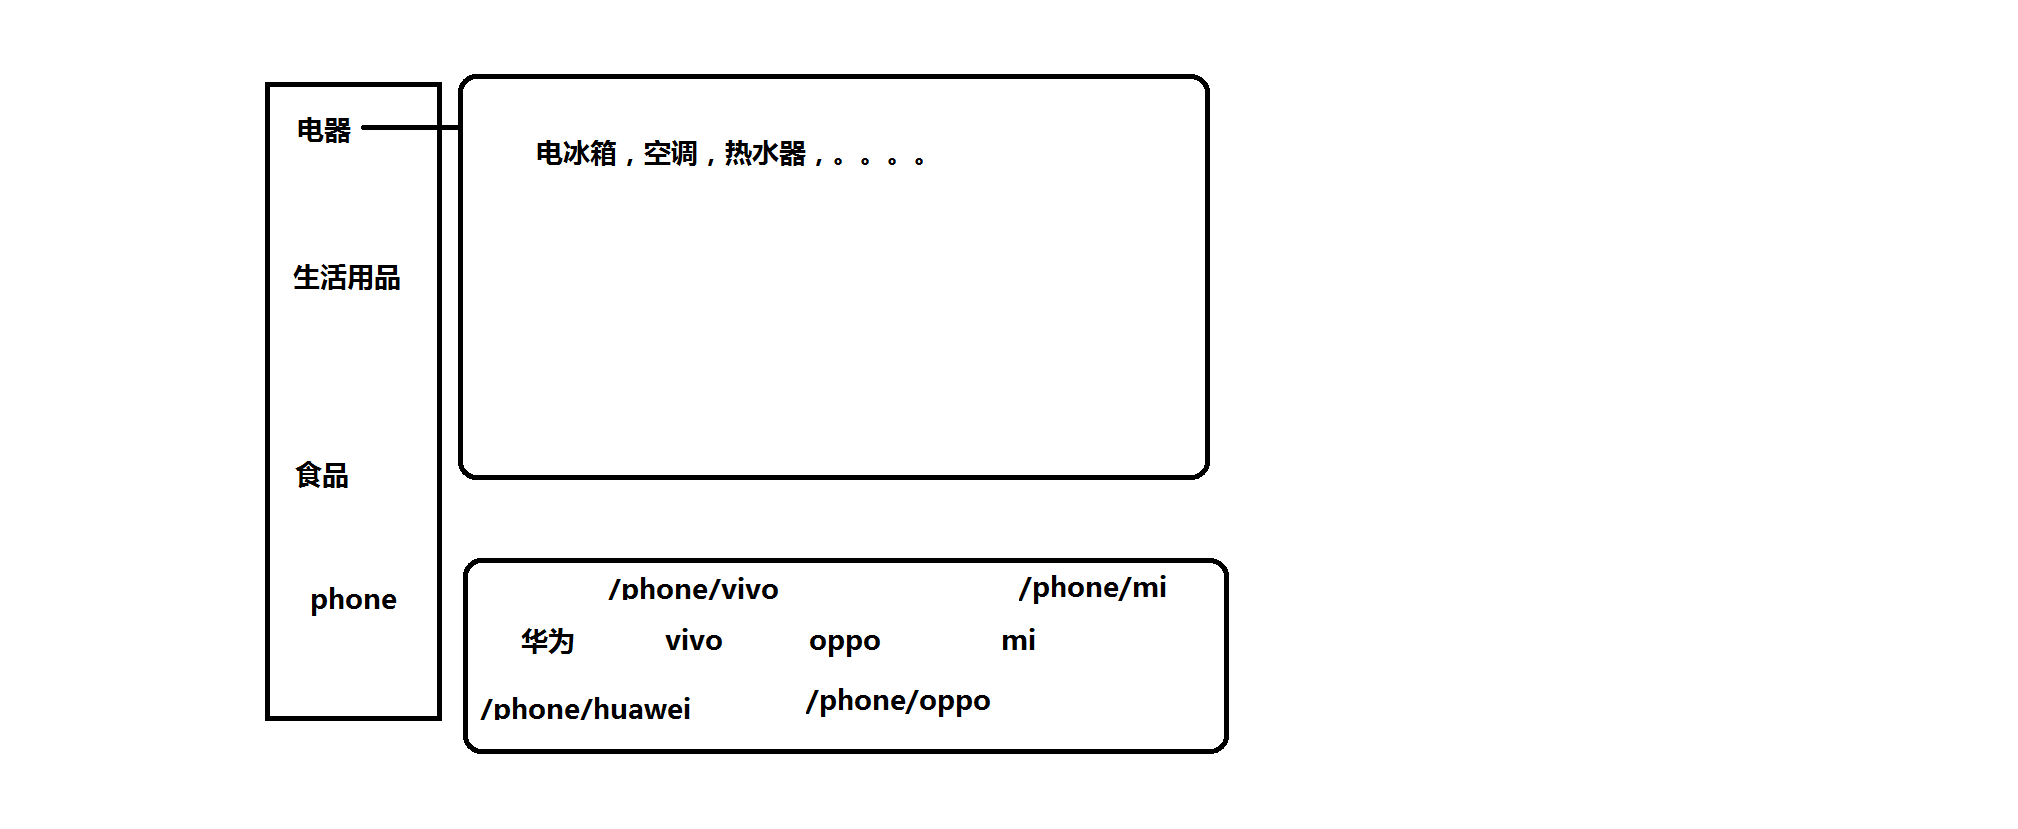 电器
电冰箱，空调，热水器，。。。。
生活用品
食品
phone
/phone/vivo
/phone/mi
华为
vivo
oppo
mi
/phone/huawei
/phone/oppo